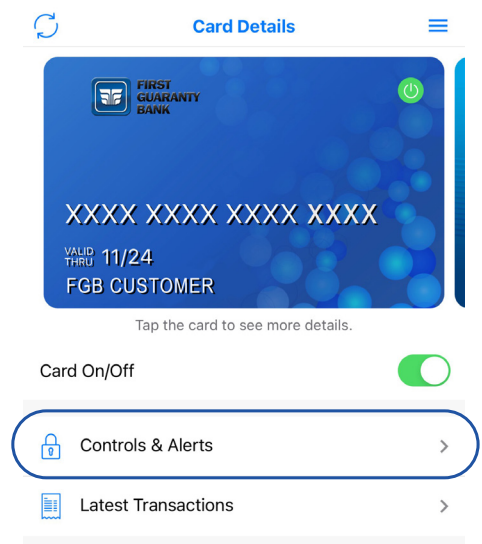 Card Details
FIRST
GUARANTY
BANK
XXXX XXXX XXXX XXXX
VALID
THRU 11/24
FGB CUSTOMER
Tap the card to see more details.
Card On/Off
Controls & Alerts
Latest Transactions